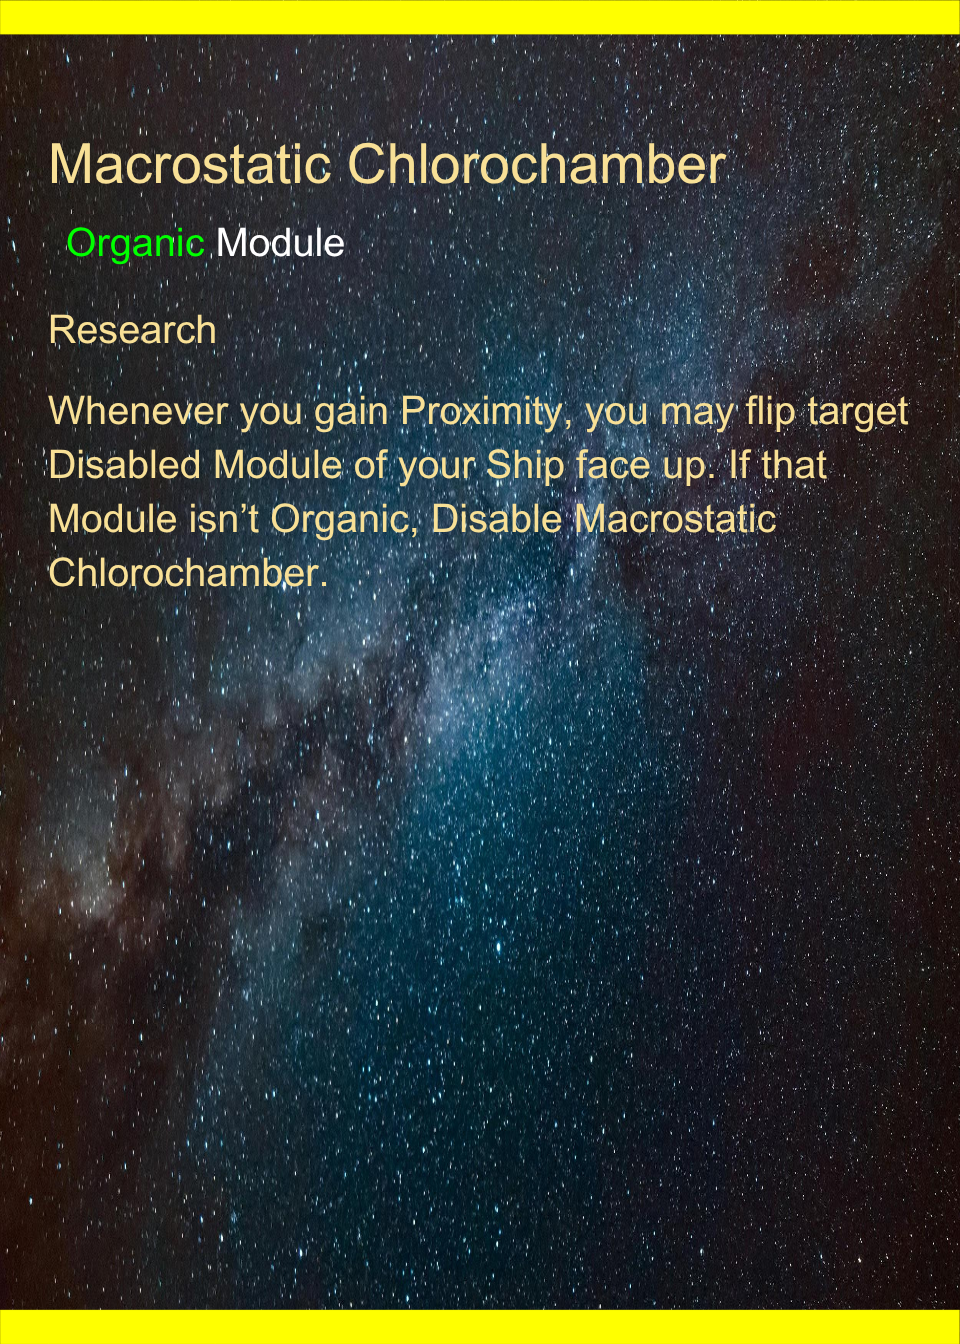 Macrostatic Chlorochamber
Organic Module
Research
Whenever you gain Proximity, you may flip target
Disabled Module of your Ship face up. If that
Module isn’t Organic, Disable Macrostatic
Chlorochamber.